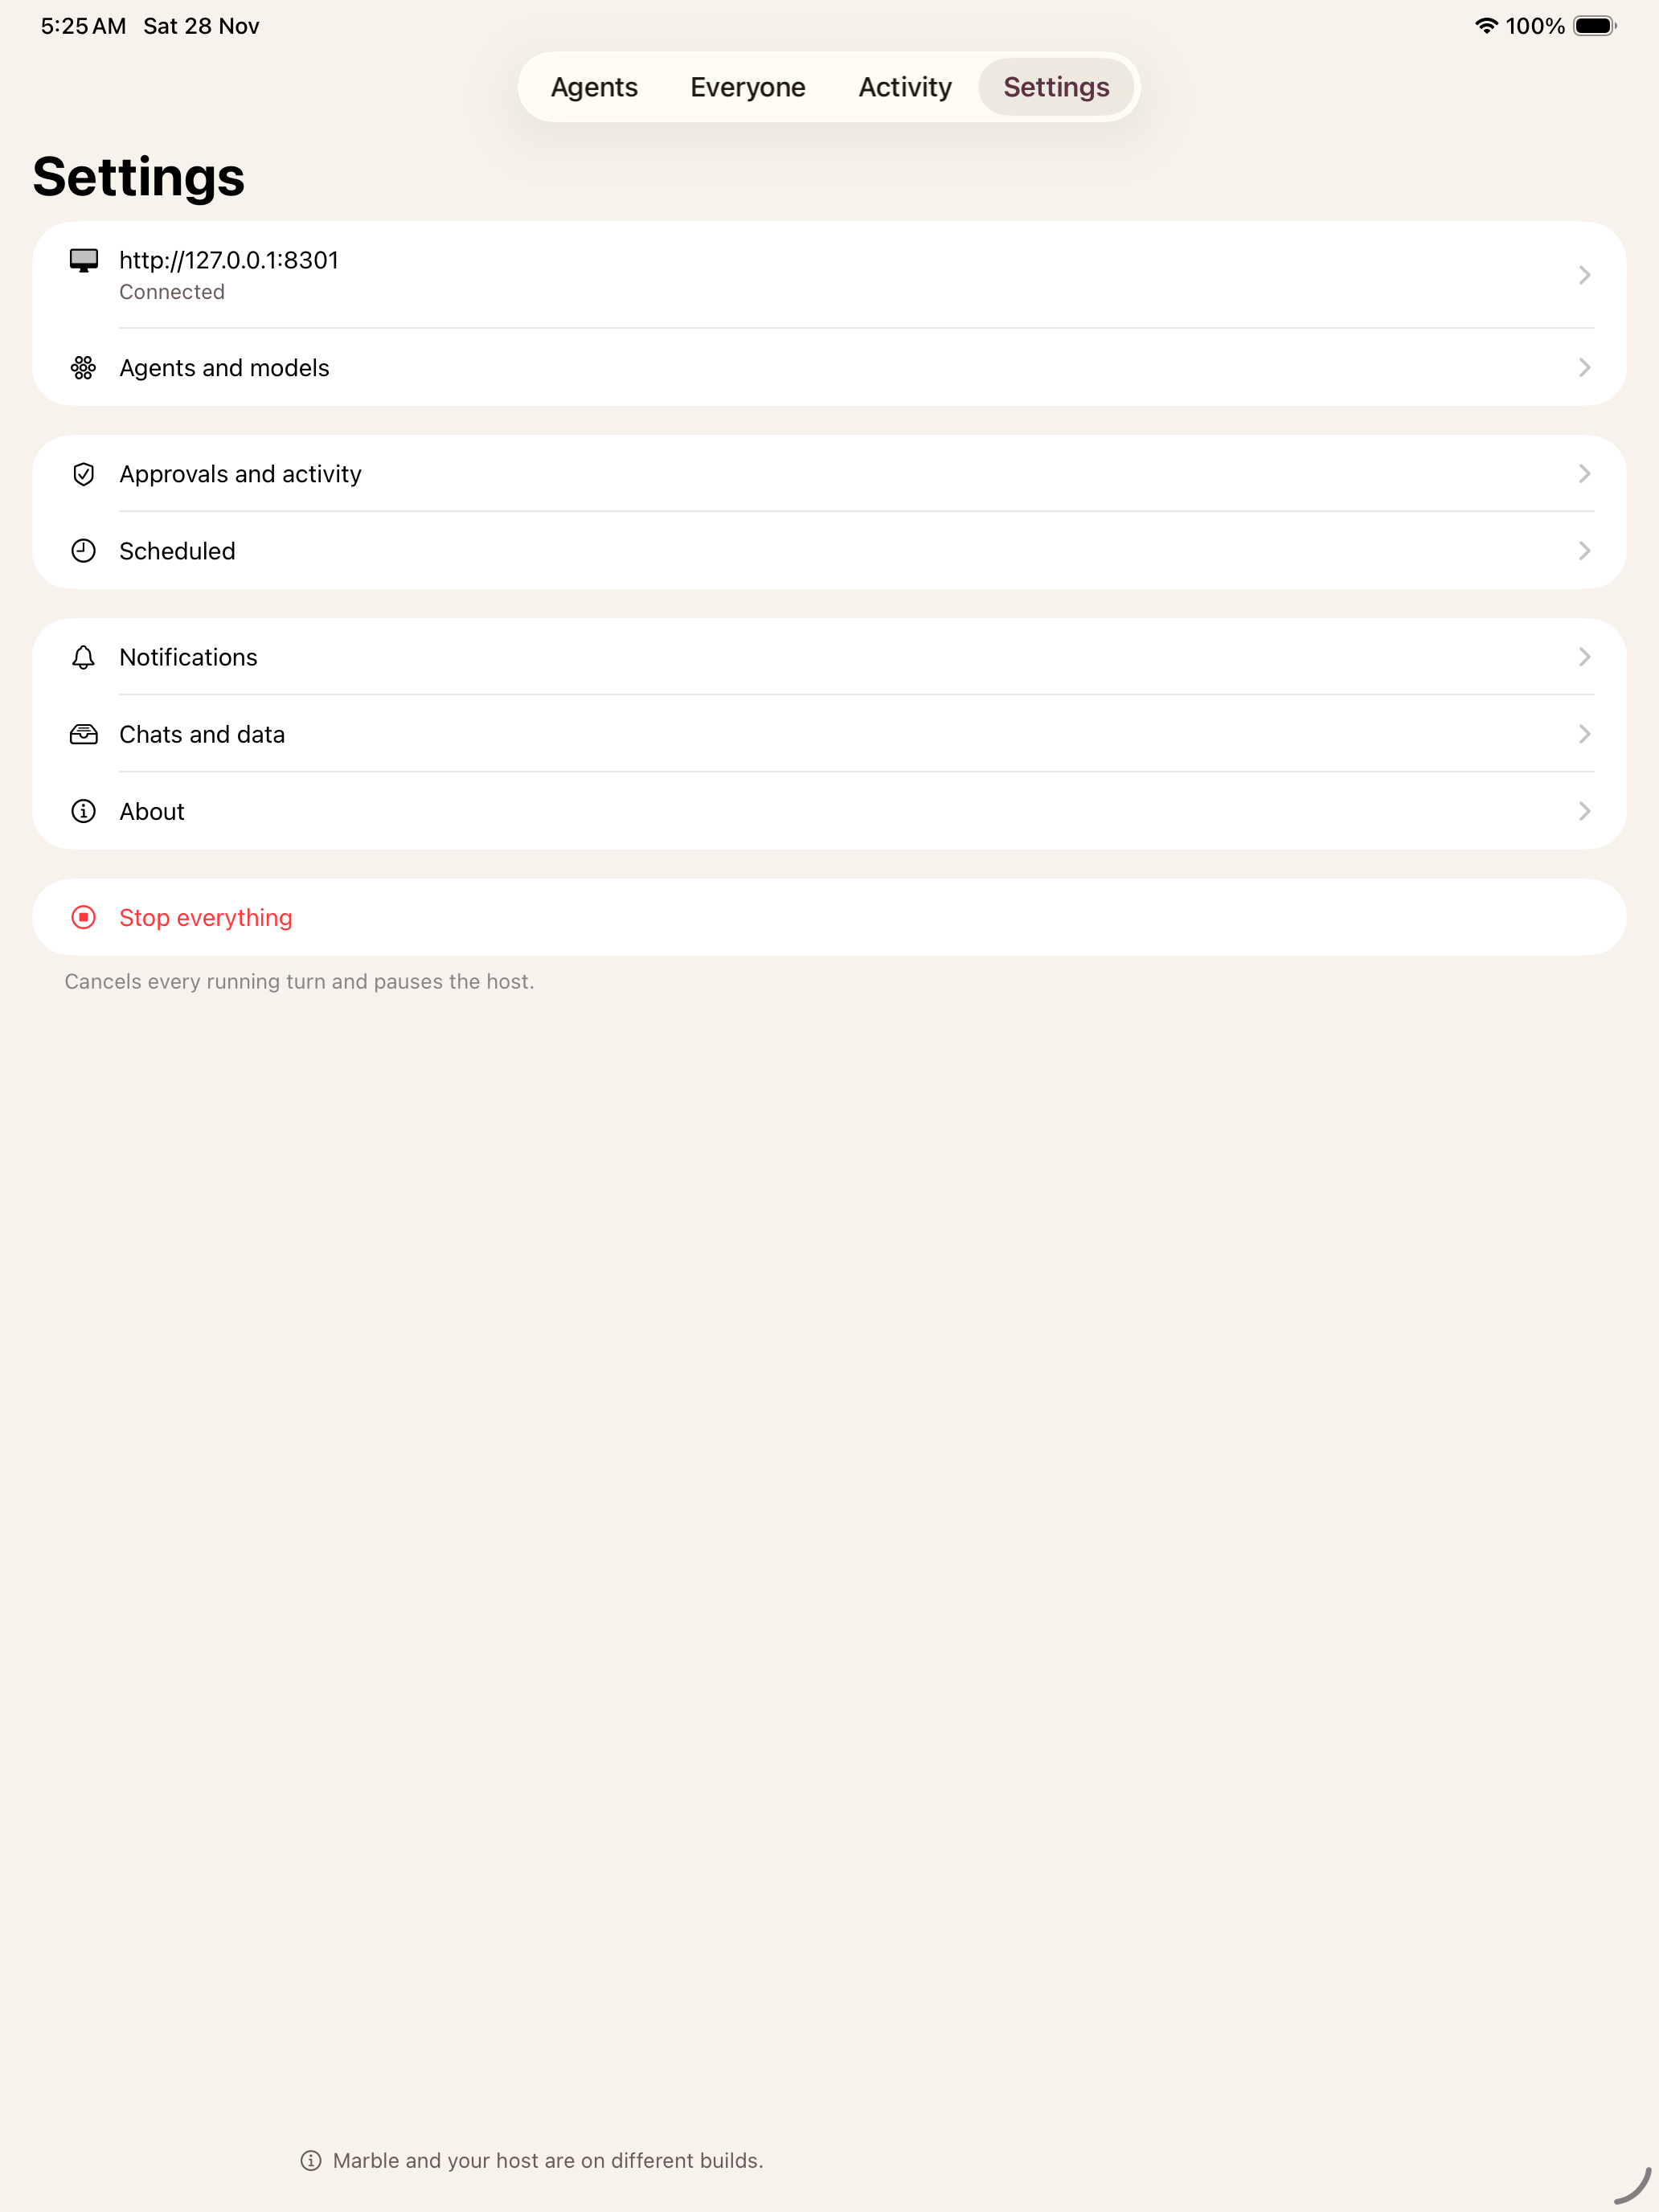 5:25 AM Sat 28 Nov
100%
Agents Everyone Activity Settings
Settings
http://127.0.0.1:8301
Connected
Agents and models
Approvals and activity
Scheduled
Notifications
Chats and data
About
Stop everything
Cancels every running turn and pauses the host.
Marble and your host are on different builds.